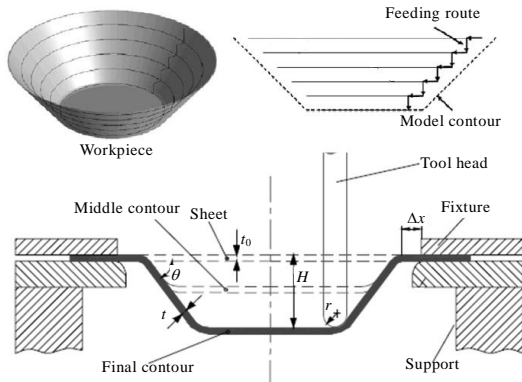 Feeding route
Model contour
Workpiece
Tool head
Middle contour
Sheet
t₀
Δx
Fixture
θ
H
t
r
Final contour
Support